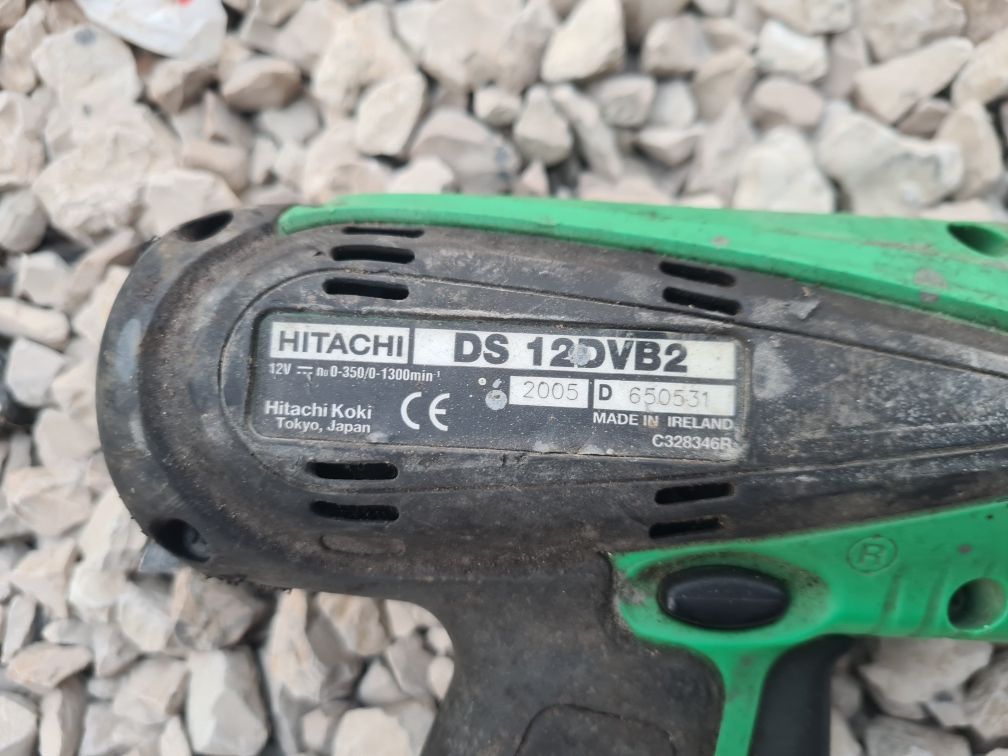 HITACHI DS 12DVB2
12V ⎓ n₀ 0-350/0-1300min⁻¹
2005 D 650531
Hitachi Koki CE MADE IN IRELAND
Tokyo, Japan
C328346R
®